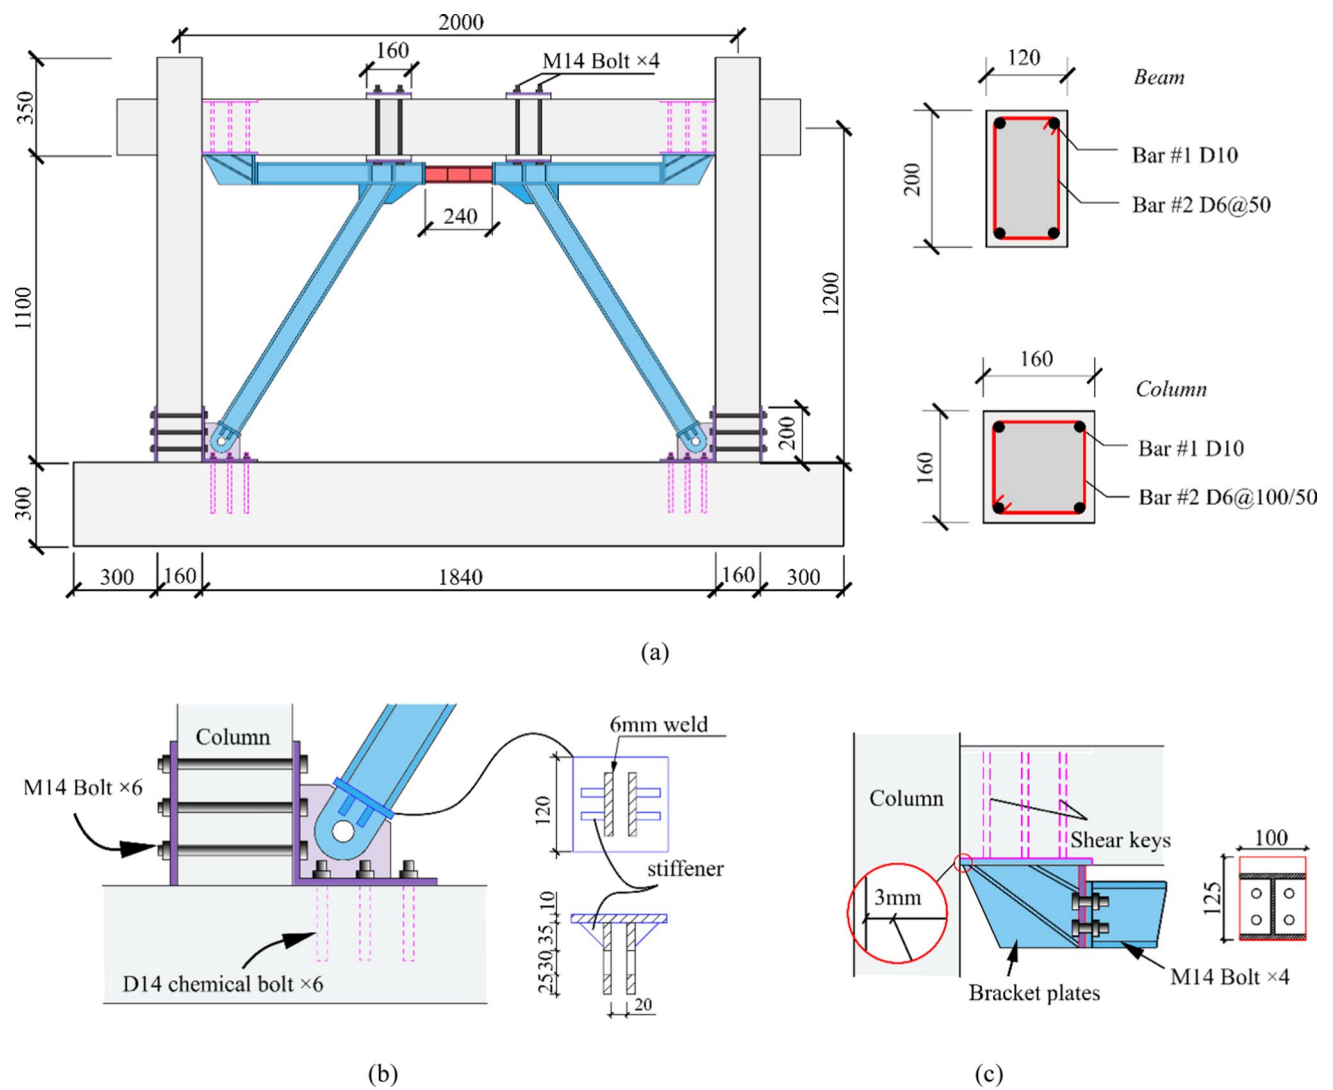 (a)
2000
160
M14 Bolt ×4
350
1100
300
240
1200
200
300
160
1840
160
300
120
Beam
200
Bar #1 D10
Bar #2 D6@50
160
Column
160
Bar #1 D10
Bar #2 D6@100/50
(a)
Column
M14 Bolt ×6
D14 chemical bolt ×6
6mm weld
120
stiffener
25,30,35,10
20
(b)
Column
Shear keys
3mm
Bracket plates
M14 Bolt ×4
100
125
(c)